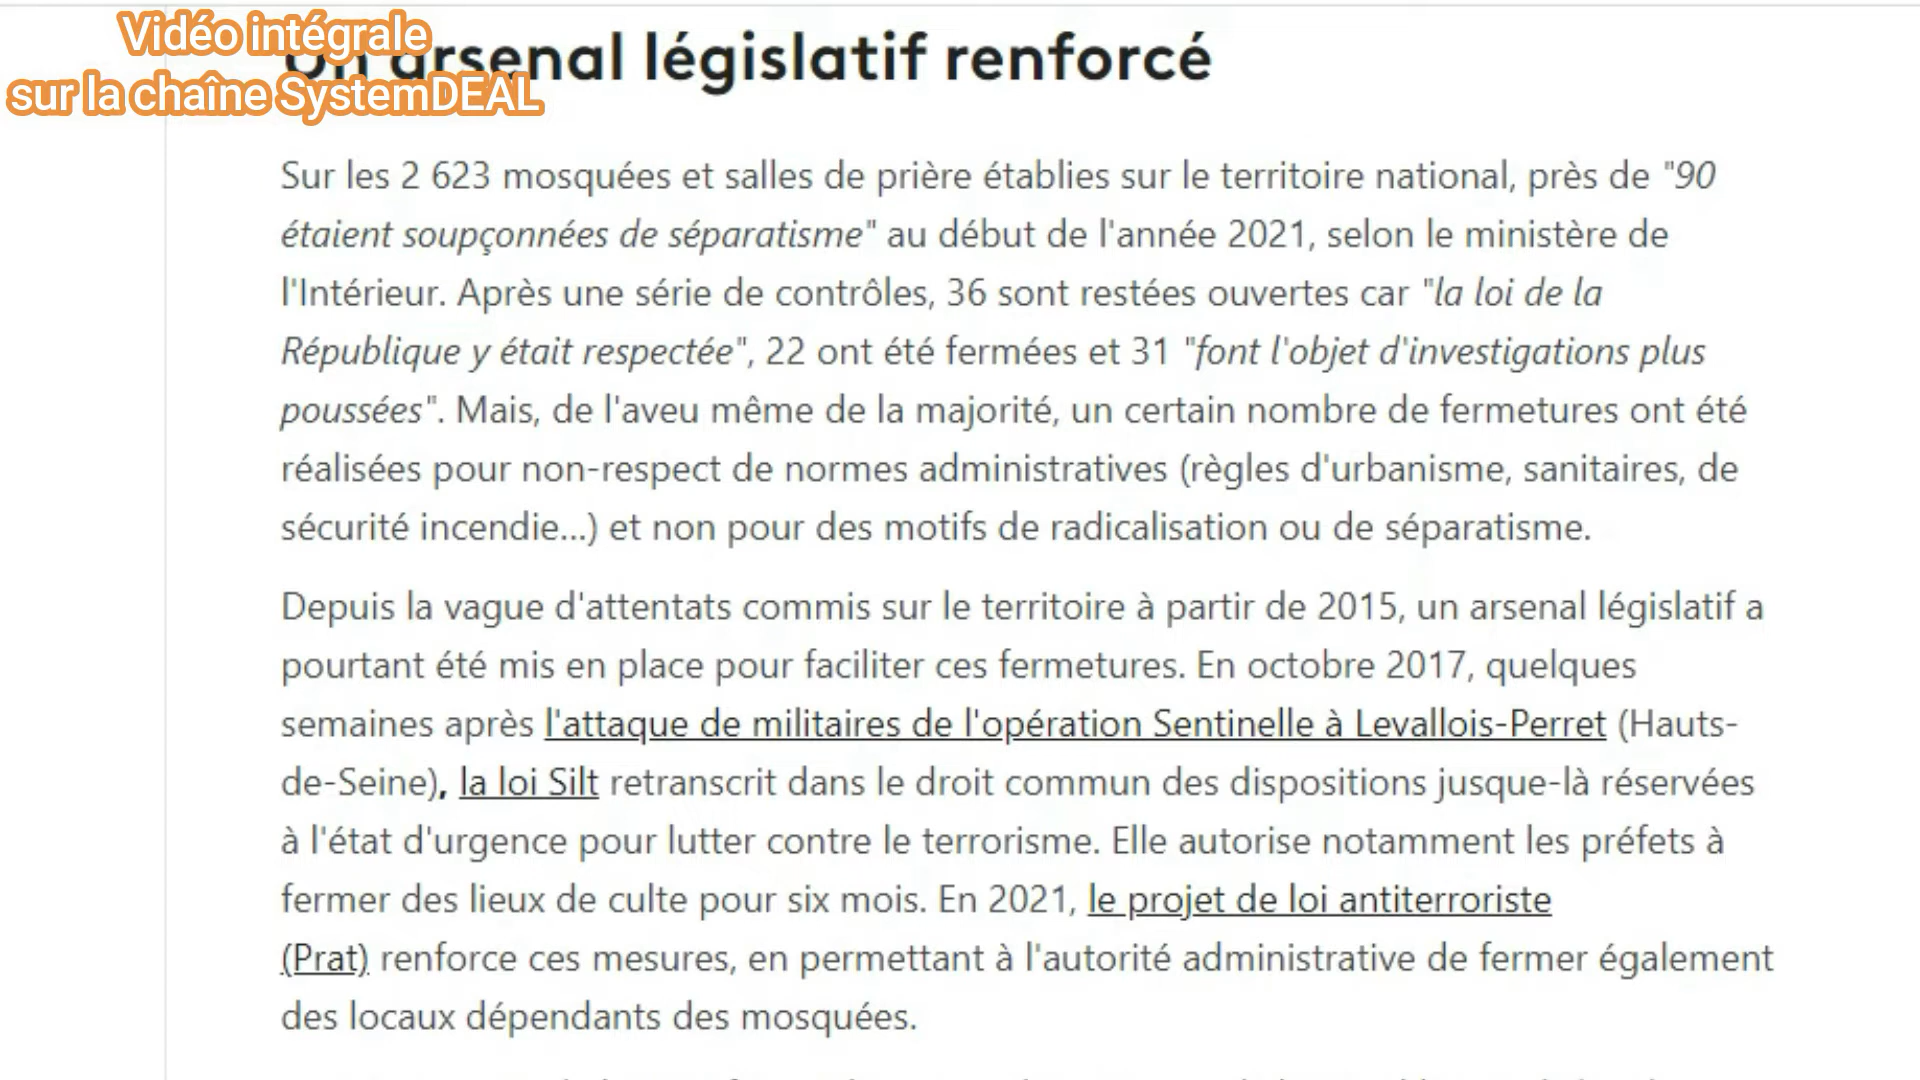 Vidéo intégrale
sur la chaîne SystemDEAL
Un arsenal législatif renforcé
Sur les 2 623 mosquées et salles de prière établies sur le territoire national, près de "90
étaient soupçonnées de séparatisme" au début de l'année 2021, selon le ministère de
l'Intérieur. Après une série de contrôles, 36 sont restées ouvertes car "la loi de la
République y était respectée", 22 ont été fermées et 31 "font l'objet d'investigations plus
poussées". Mais, de l'aveu même de la majorité, un certain nombre de fermetures ont été
réalisées pour non-respect de normes administratives (règles d'urbanisme, sanitaires, de
sécurité incendie...) et non pour des motifs de radicalisation ou de séparatisme.
Depuis la vague d'attentats commis sur le territoire à partir de 2015, un arsenal législatif a
pourtant été mis en place pour faciliter ces fermetures. En octobre 2017, quelques
semaines après l'attaque de militaires de l'opération Sentinelle à Levallois-Perret (Hauts-
de-Seine), la loi Silt retranscrit dans le droit commun des dispositions jusque-là réservées
à l'état d'urgence pour lutter contre le terrorisme. Elle autorise notamment les préfets à
fermer des lieux de culte pour six mois. En 2021, le projet de loi antiterroriste
(Prat) renforce ces mesures, en permettant à l'autorité administrative de fermer également
des locaux dépendants des mosquées.